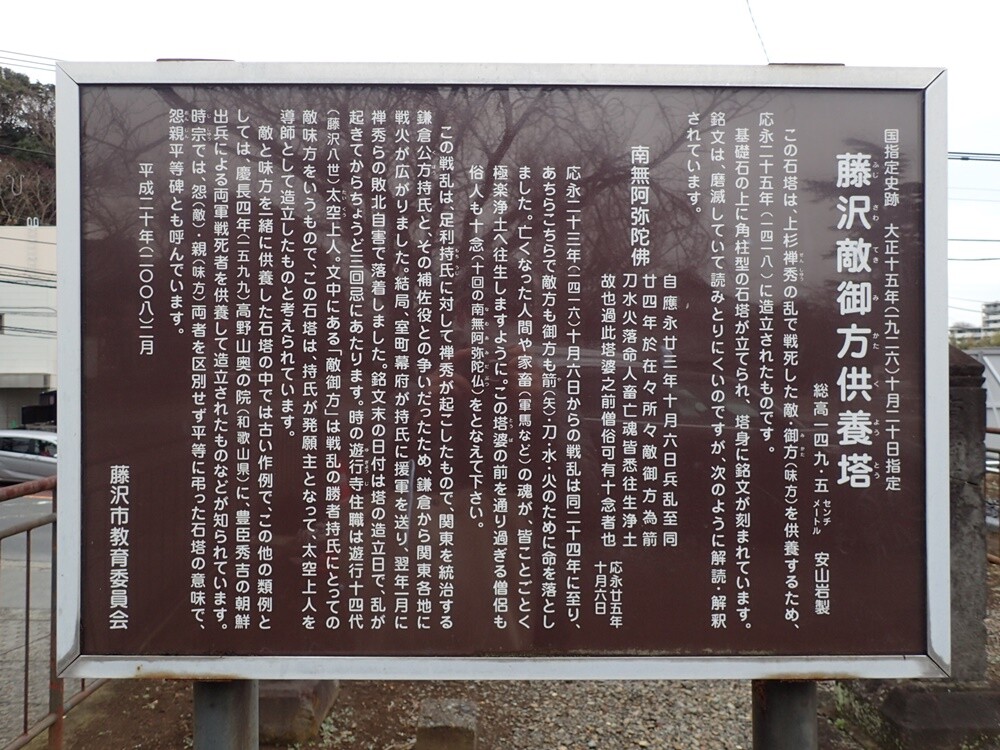 国指定史跡 大正十五年(一九二六)十月二十日指定
藤沢敵御方供養塔
ふじさわてきみかたくようとう
総高一四九・五センチメートル 安山岩製
この石塔は、上杉禅秀の乱で戦死した敵・御方(味方)を供養するため、
応永二十五年(一四一八)に造立されたものです。
基礎石の上に角柱型の石塔が立てられ、塔身に銘文が刻まれています。
銘文は、磨滅していて読みとりにくいのですが、次のように解読・解釈
されています。
南無阿弥陀佛
自應永廿三年十月六日兵乱至同
廿四年於在々所々敵御方為箭
刀水火落命人畜亡魂皆悉往生浄土
故也過此塔婆之前僧俗可有十念者也
応永廿五年
十月六日
応永二十三年(一四一六)十月六日からの戦乱は同二十四年に至り、
あちらこちらで敵方も御方も箭(矢)・刀・水・火のために命を落とし
ました。亡くなった人間や家畜(軍馬など)の魂が、皆ことごとく
極楽浄土へ往生しますように。この塔婆の前を通り過ぎる僧侶も
俗人も十念(十回の南無阿弥陀仏)をとなえて下さい。
この戦乱は、足利持氏に対して禅秀が起こしたもので、関東を統治する
鎌倉公方持氏と、その補佐役との争いだったため、鎌倉から関東各地に
戦火が広がりました。結局、室町幕府が持氏に援軍を送り、翌年一月に
禅秀らの敗北自害で落着しました。銘文末の日付は塔の造立日で、乱が
起きてからちょうど三回忌にあたります。時の遊行寺住職は遊行十四代
(藤沢八世)太空上人。文中にある「敵御方」は戦乱の勝者持氏にとっての
敵味方をいうもので、この石塔は、持氏が発願主となって、太空上人を
導師として造立したものと考えられています。
敵と味方を一緒に供養した石塔の中では古い作例で、この他の類例と
しては、慶長四年(一五九九)高野山奥の院(和歌山県)に、豊臣秀吉の朝鮮
出兵による両軍戦死者を供養して造立されたものなどが知られています。
時宗では、怨(敵)・親(味方)両者を区別せず平等に弔った石塔の意味で、
怨親平等碑とも呼んでいます。
平成二十年(二〇〇八)二月
藤沢市教育委員会